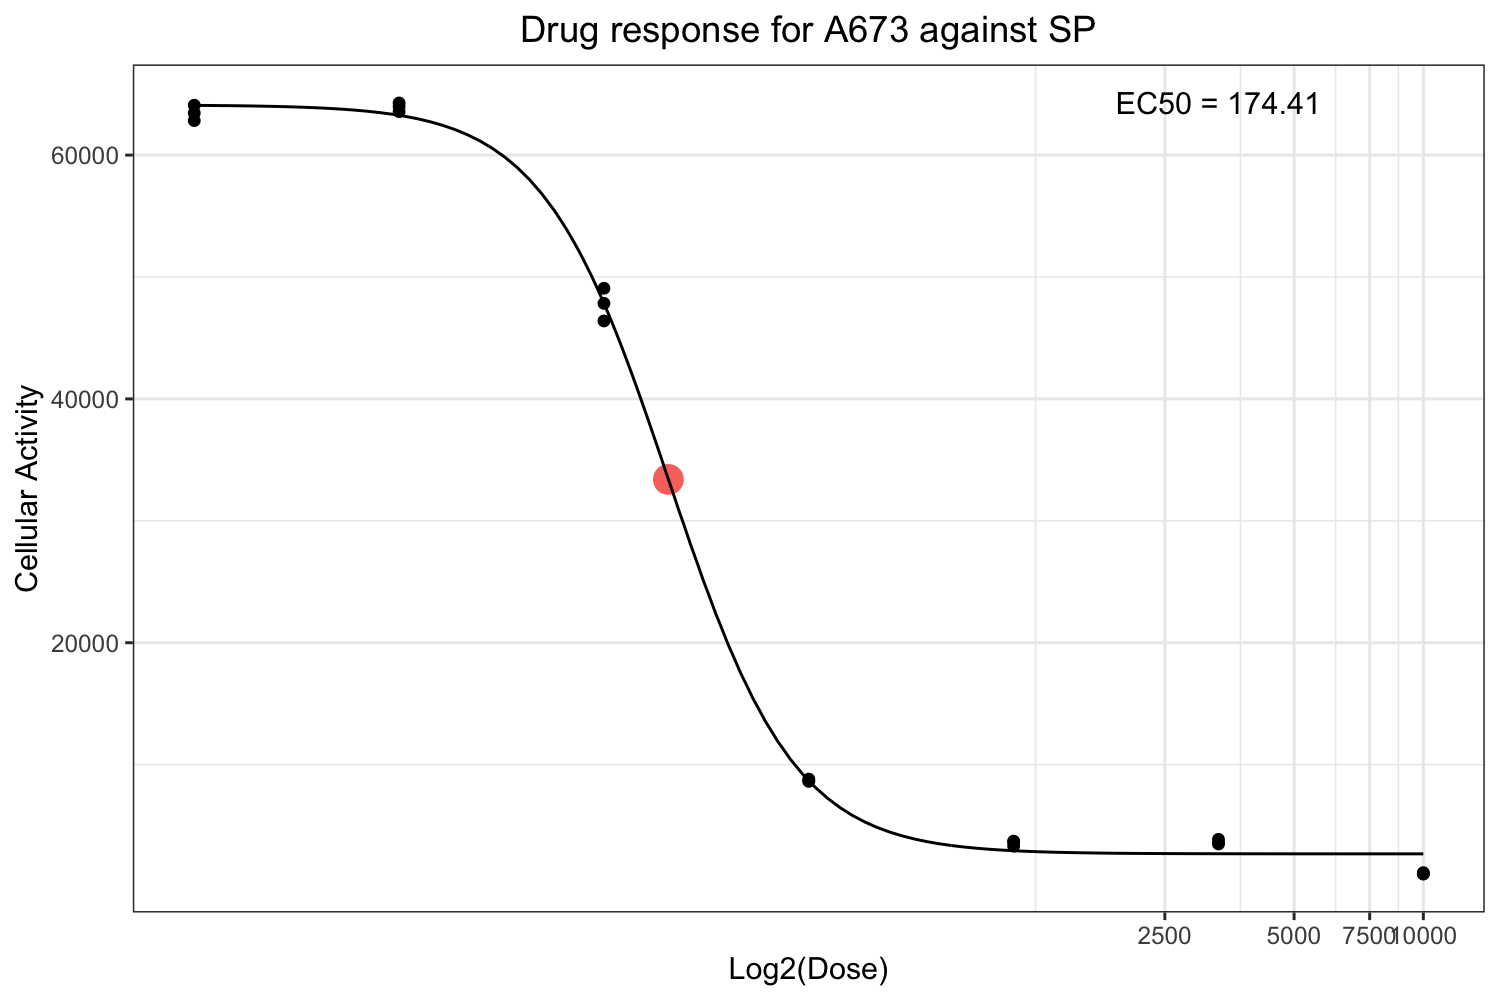 Drug response for A673 against SP
EC50 = 174.41
60000
40000
20000
Cellular Activity
2500 5000 7500 10000
Log2(Dose)